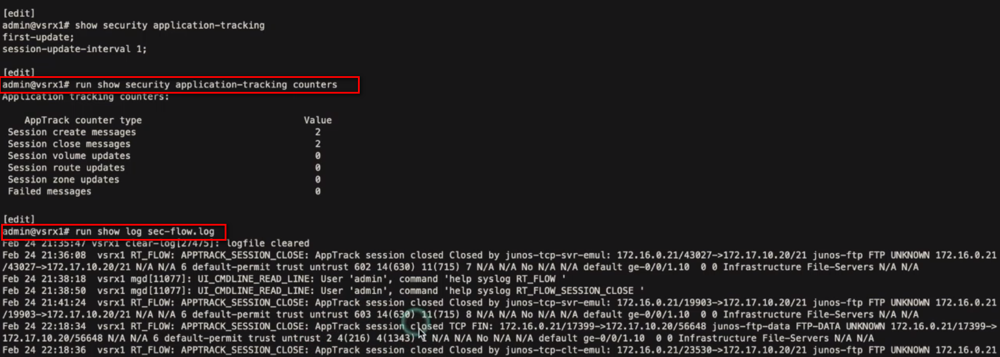 [edit]
admin@vsrx1# show security application-tracking
first-update;
session-update-interval 1;
[edit]
admin@vsrx1# run show security application-tracking counters
Application tracking counters:
AppTrack counter type Value
Session create messages 2
Session close messages 2
Session volume updates 0
Session route updates 0
Session zone updates 0
Failed messages 0
[edit]
admin@vsrx1# run show log sec-flow.log
Feb 24 21:35:47 vsrx1 clear-log[27475]: logfile cleared
Feb 24 21:36:08 vsrx1 RT_FLOW: APPTRACK_SESSION_CLOSE: AppTrack session closed Closed by junos-tcp-svr-emul: 172.16.0.21/43027->172.17.10.20/21 junos-ftp FTP UNKNOWN 172.16.0.21
/43027->172.17.10.20/21 N/A N/A 6 default-permit trust untrust 602 14(630) 11(715) 7 N/A N/A No N/A N/A default ge-0/0/1.10 0 0 Infrastructure File-Servers N/A N/A
Feb 24 21:38:18 vsrx1 mgd[11077]: UI_CMDLINE_READ_LINE: User 'admin', command 'help syslog RT_FLOW '
Feb 24 21:38:50 vsrx1 mgd[11077]: UI_CMDLINE_READ_LINE: User 'admin', command 'help syslog RT_FLOW_SESSION_CLOSE '
Feb 24 21:41:24 vsrx1 RT_FLOW: APPTRACK_SESSION_CLOSE: AppTrack session closed Closed by junos-tcp-svr-emul: 172.16.0.21/19903->172.17.10.20/21 junos-ftp FTP UNKNOWN 172.16.0.21
/19903->172.17.10.20/21 N/A N/A 6 default-permit trust untrust 603 14(630) 11(715) 8 N/A N/A No N/A N/A default ge-0/0/1.10 0 0 Infrastructure File-Servers N/A N/A
Feb 24 22:18:34 vsrx1 RT_FLOW: APPTRACK_SESSION_CLOSE: AppTrack session closed TCP FIN: 172.16.0.21/17399->172.17.10.20/56648 junos-ftp-data FTP-DATA UNKNOWN 172.16.0.21/17399->
172.17.10.20/56648 N/A N/A 6 default-permit trust untrust 2 4(216) 4(1343) N/A N/A No N/A N/A default ge-0/0/1.10 0 0 Infrastructure File-Servers N/A N/A
Feb 24 22:18:36 vsrx1 RT_FLOW: APPTRACK_SESSION_CLOSE: AppTrack session closed Closed by junos-tcp-clt-emul: 172.16.0.21/23530->172.17.10.20/21 junos-ftp FTP UNKNOWN 172.16.0.21